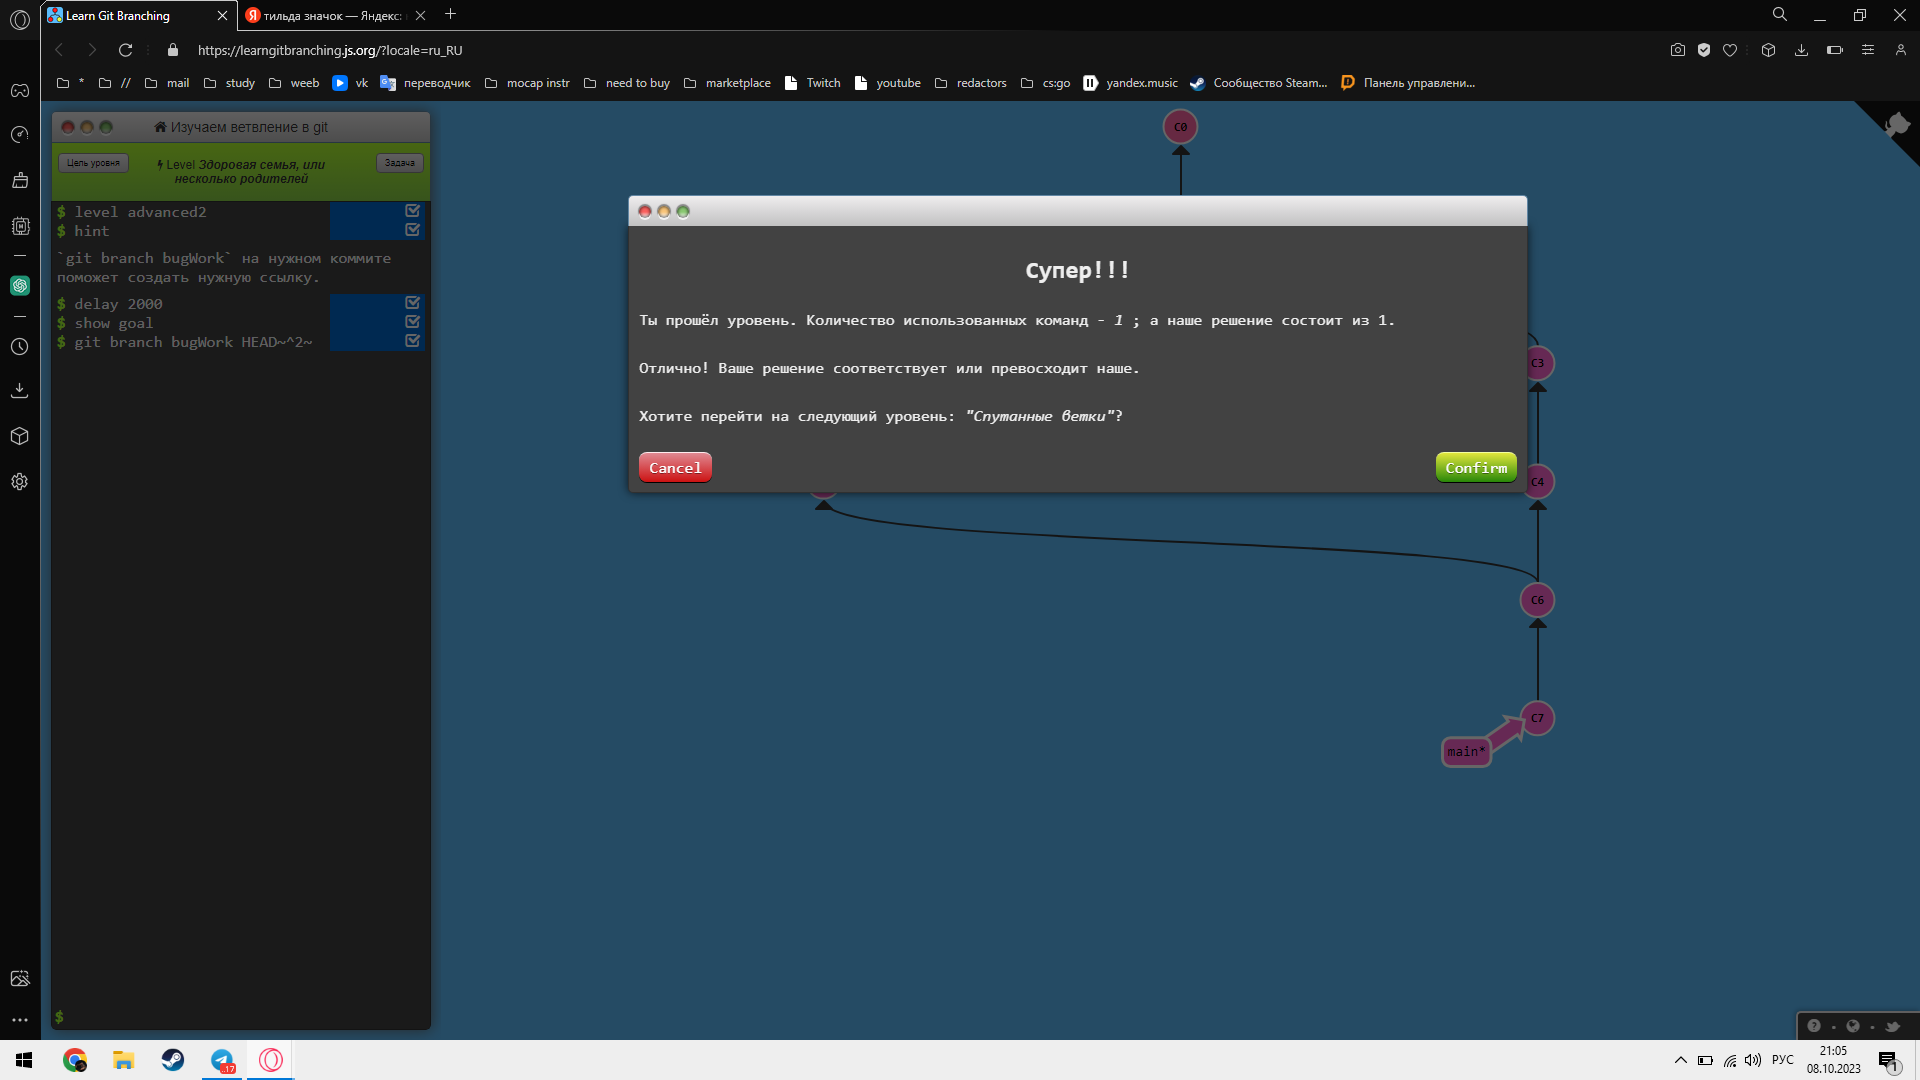 Learn Git Branching
тильда значок — Яндекс:
https://learngitbranching.js.org/?locale=ru_RU
* // mail study weeb vk переводчик mocap instr need to buy marketplace Twitch youtube redactors cs:go yandex.music Сообщество Steam... Панель управлени...
Изучаем ветвление в git
Цель уровня
Level Здоровая семья, или
несколько родителей
Задача
$ level advanced2
$ hint
`git branch bugWork` на нужном коммите
поможет создать нужную ссылку.
$ delay 2000
$ show goal
$ git branch bugWork HEAD~^2~
$
C0
Супер!!!
Ты прошёл уровень. Количество использованных команд - 1 ; а наше решение состоит из 1.
Отлично! Ваше решение соответствует или превосходит наше.
Хотите перейти на следующий уровень: "Спутанные ветки"?
Cancel
Confirm
C3
C4
C6
C7
main*
17
РУС
21:05
08.10.2023
1